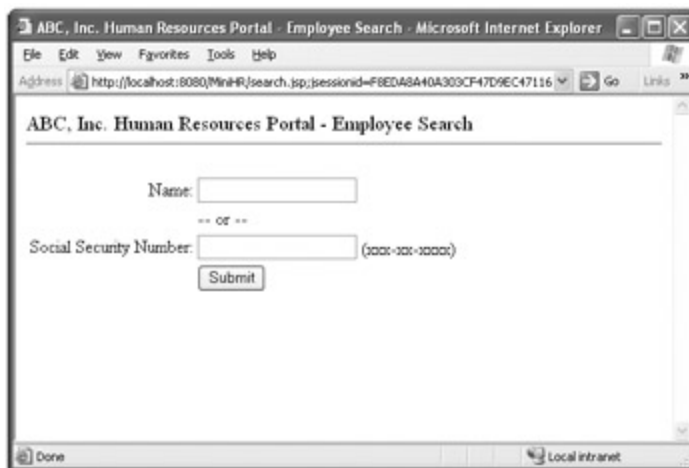 ABC, Inc. Human Resources Portal - Employee Search - Microsoft Internet Explorer
File Edit View Favorites Tools Help
Address http://localhost:8080/MiniHR/search.jsp;jsessionid=F8EDA8A40A303CF47D9EC47116 Go Links »
ABC, Inc. Human Resources Portal - Employee Search
Name:
-- or --
Social Security Number: (xxx-xx-xxxx)
Submit
Done Local intranet